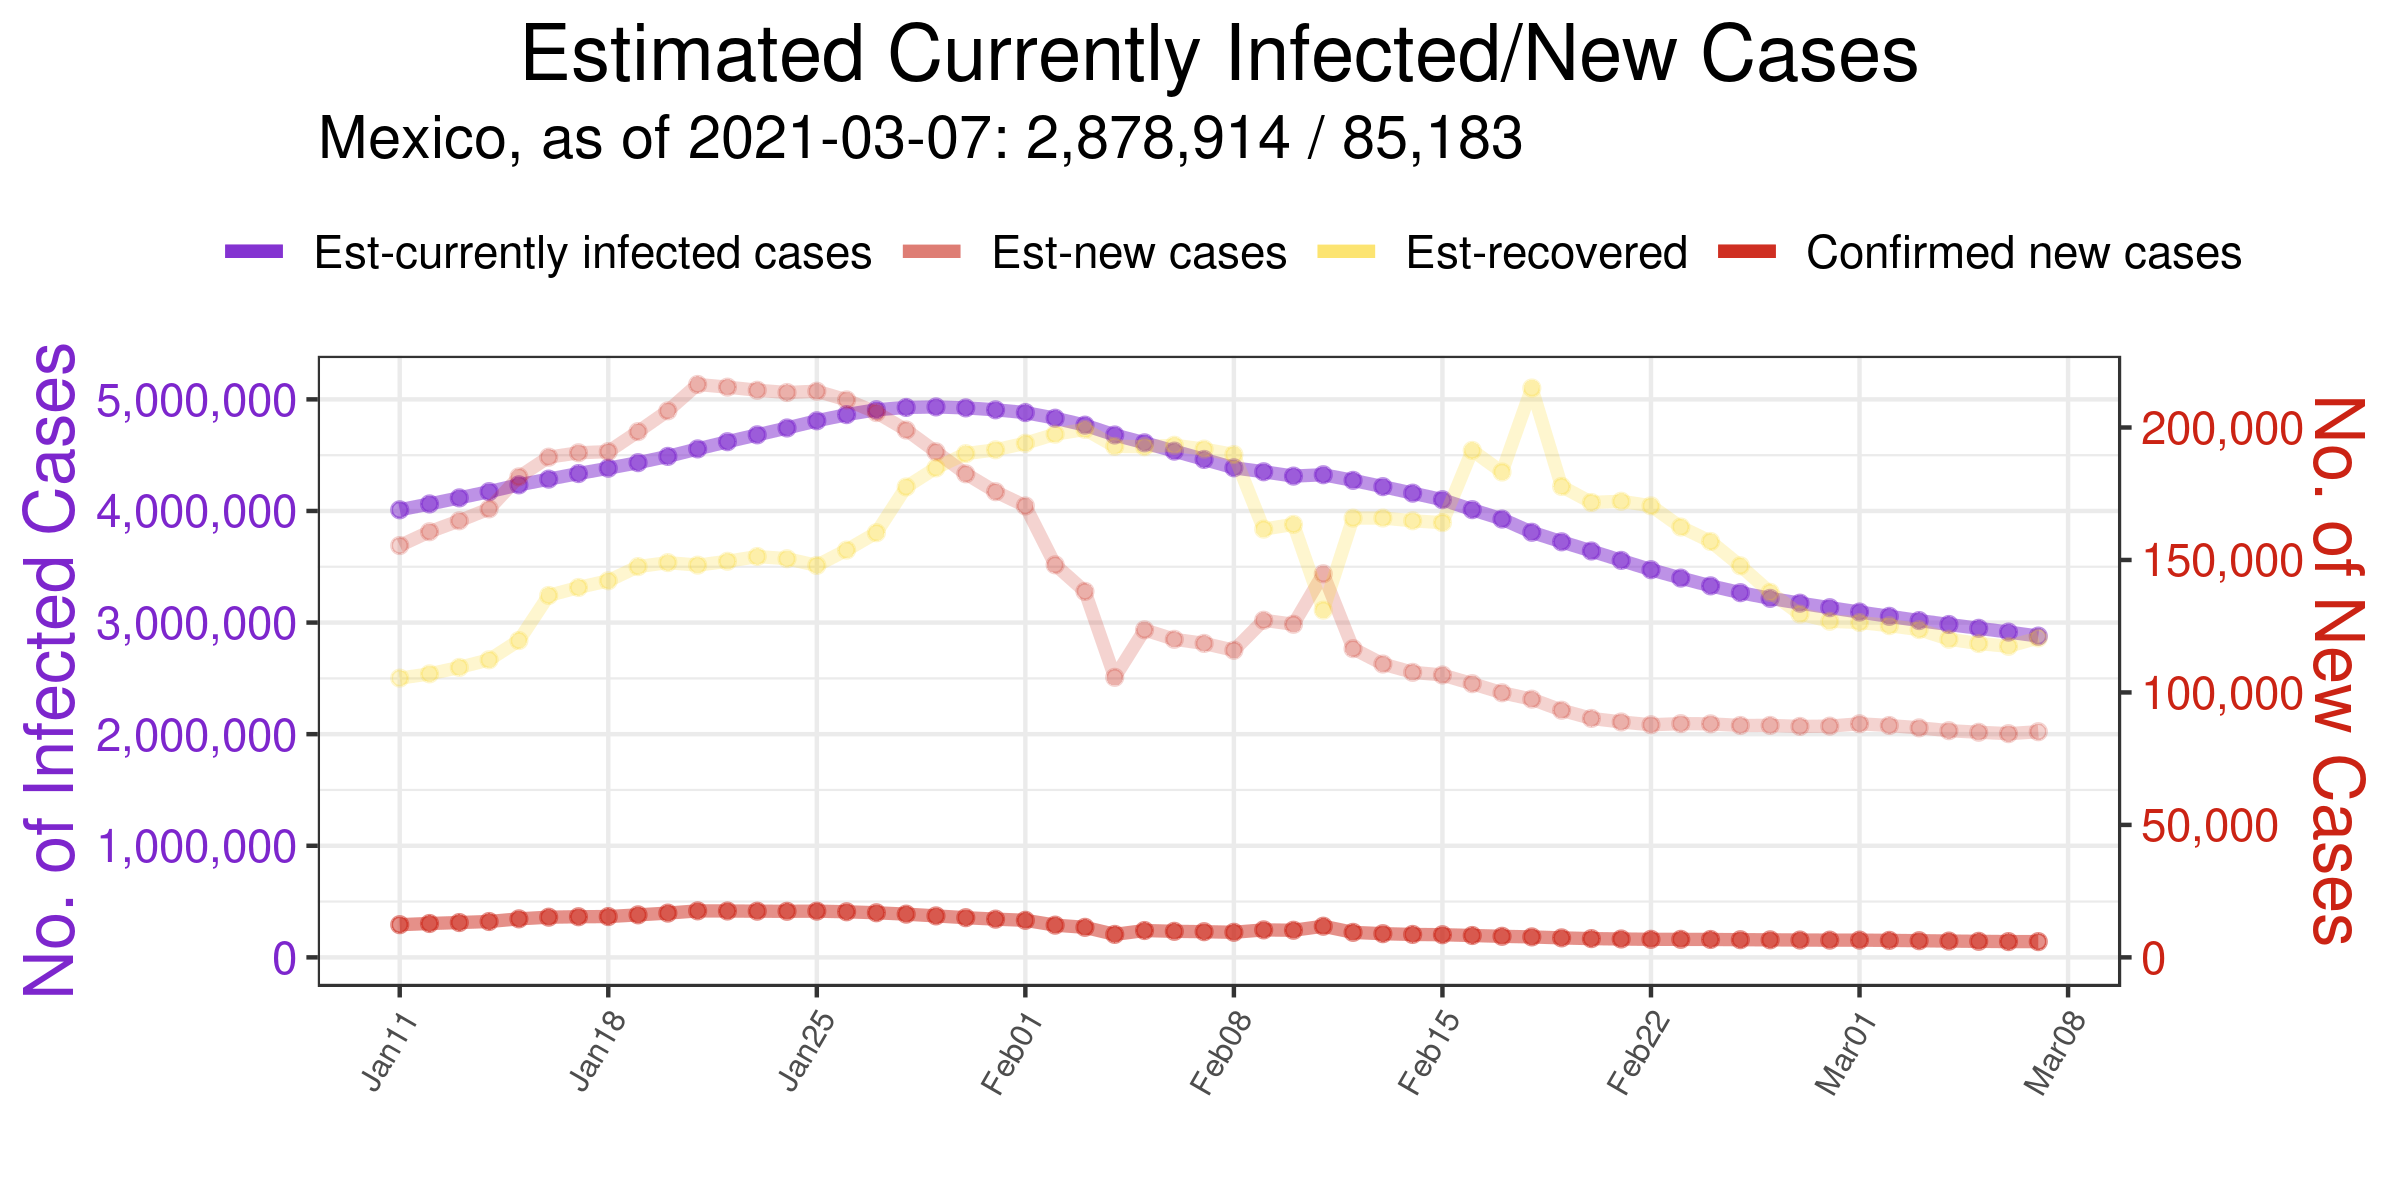 Estimated Currently Infected/New Cases
Mexico, as of 2021-03-07: 2,878,914 / 85,183
Est-currently infected cases Est-new cases Est-recovered Confirmed new cases
No. of Infected Cases
5,000,000
4,000,000
3,000,000
2,000,000
1,000,000
0
200,000
150,000
100,000
50,000
0
No. of New Cases
Jan11 Jan18 Jan25 Feb01 Feb08 Feb15 Feb22 Mar01 Mar08